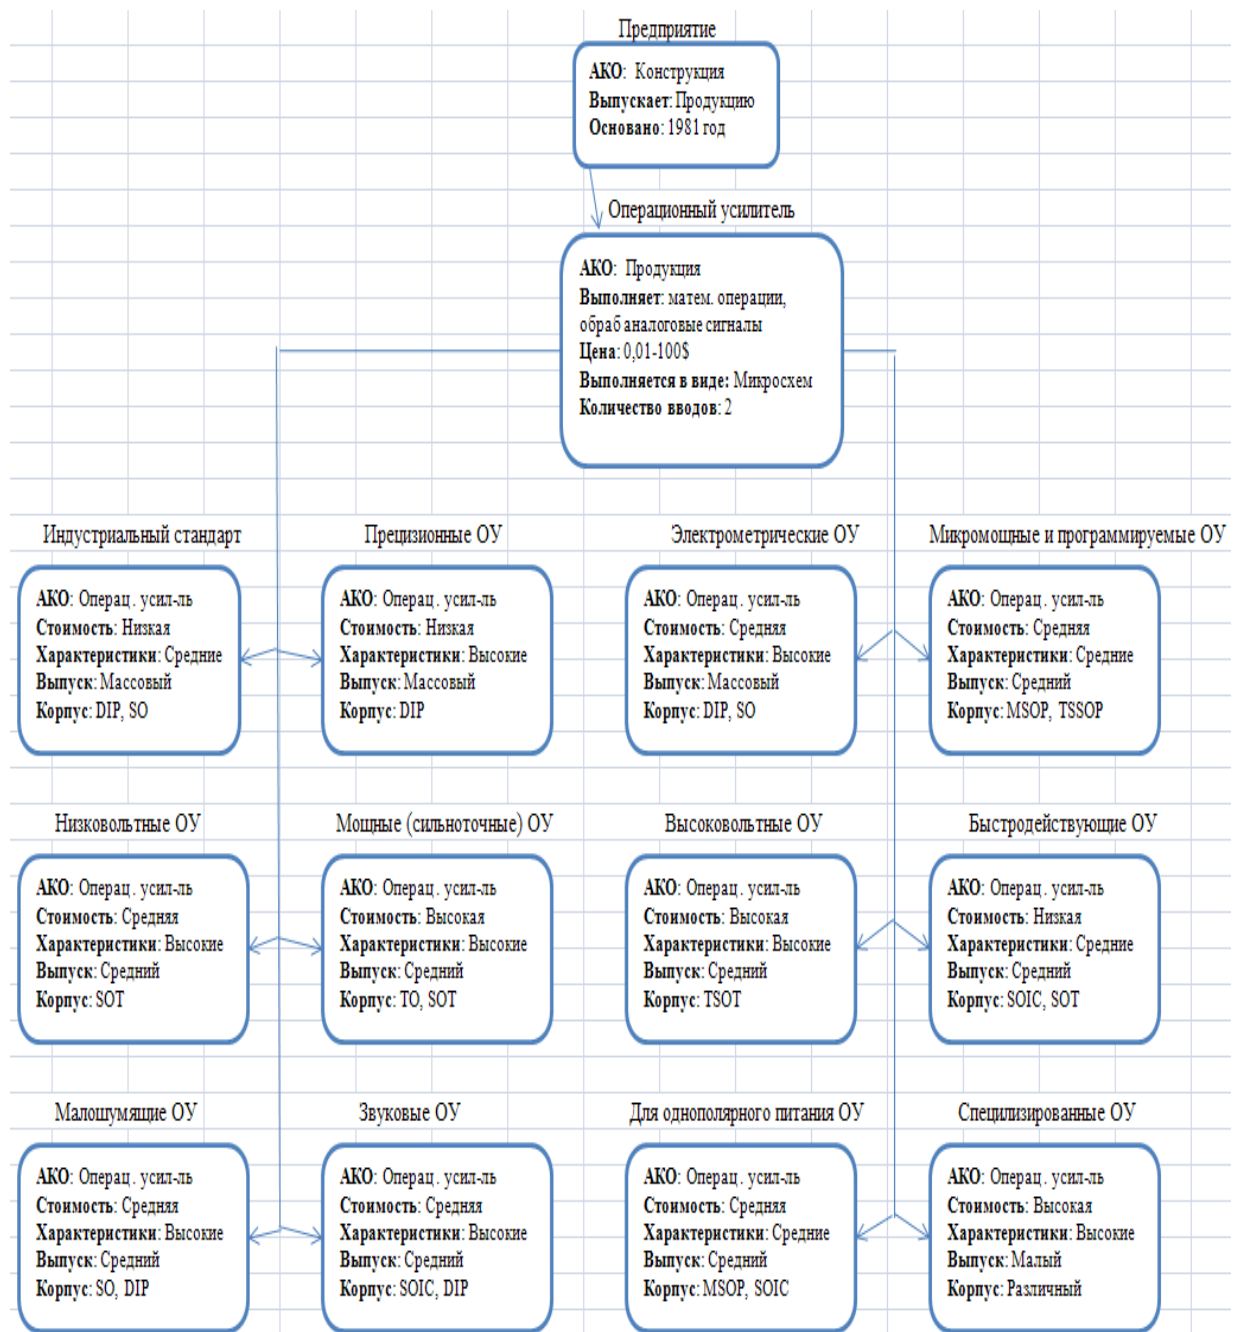 Предприятие
АКО: Конструкция
Выпускает: Продукцию
Основано: 1981 год
Операционный усилитель
АКО: Продукция
Выполняет: матем. операции,
обраб аналоговые сигналы
Цена: 0,01-100$
Выполняется в виде: Микросхем
Количество вводов: 2
Индустриальный стандарт
АКО: Операц. усил-ль
Стоимость: Низкая
Характеристики: Средние
Выпуск: Массовый
Корпус: DIP, SO
Прецизионные ОУ
АКО: Операц. усил-ль
Стоимость: Низкая
Характеристики: Высокие
Выпуск: Массовый
Корпус: DIP
Электрометрические ОУ
АКО: Операц. усил-ль
Стоимость: Средняя
Характеристики: Высокие
Выпуск: Массовый
Корпус: DIP, SO
Микромощные и программируемые ОУ
АКО: Операц. усил-ль
Стоимость: Средняя
Характеристики: Средние
Выпуск: Средний
Корпус: MSOP, TSSOP
Низковольтные ОУ
АКО: Операц. усил-ль
Стоимость: Средняя
Характеристики: Высокие
Выпуск: Средний
Корпус: SOT
Мощные (сильноточные) ОУ
АКО: Операц. усил-ль
Стоимость: Высокая
Характеристики: Высокие
Выпуск: Средний
Корпус: TO, SOT
Высоковольтные ОУ
АКО: Операц. усил-ль
Стоимость: Высокая
Характеристики: Высокие
Выпуск: Средний
Корпус: TSOT
Быстродействующие ОУ
АКО: Операц. усил-ль
Стоимость: Низкая
Характеристики: Средние
Выпуск: Средний
Корпус: SOIC, SOT
Малошумящие ОУ
АКО: Операц. усил-ль
Стоимость: Средняя
Характеристики: Высокие
Выпуск: Средний
Корпус: SO, DIP
Звуковые ОУ
АКО: Операц. усил-ль
Стоимость: Средняя
Характеристики: Высокие
Выпуск: Средний
Корпус: SOIC, DIP
Для однополярного питания ОУ
АКО: Операц. усил-ль
Стоимость: Средняя
Характеристики: Средние
Выпуск: Средний
Корпус: MSOP, SOIC
Специлизированные ОУ
АКО: Операц. усил-ль
Стоимость: Высокая
Характеристики: Высокие
Выпуск: Малый
Корпус: Различный